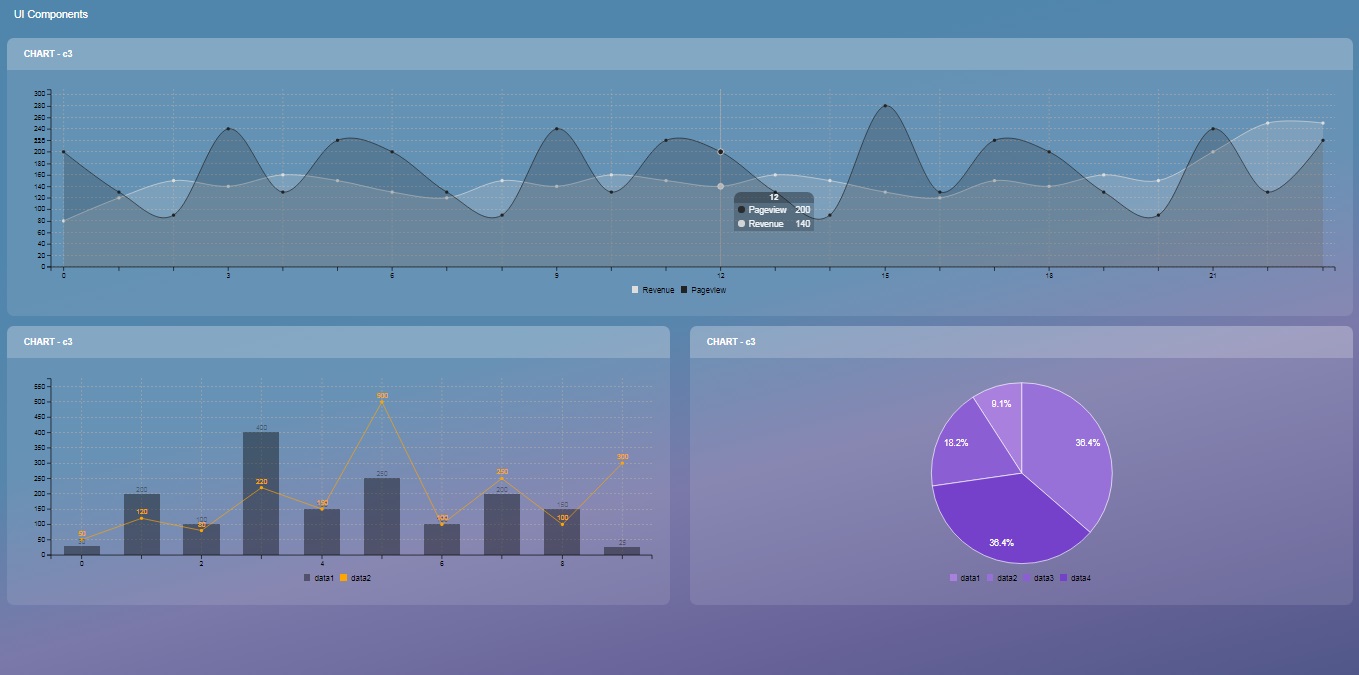 UI Components
CHART - c3
300
280
260
240
220
200
180
160
140
120
100
80
60
40
20
0
0 3 6 9 12 15 18 21
12
Pageview 200
Revenue 140
Revenue Pageview
CHART - c3
550
500
450
400
350
300
250
200
150
100
50
0
30 200 100 400 150 250 100 200 150 25
50 120 80 220 150 500 100 250 100 300
0 2 4 6 8
data1 data2
CHART - c3
9.1%
18.2%
36.4%
36.4%
data1 data2 data3 data4